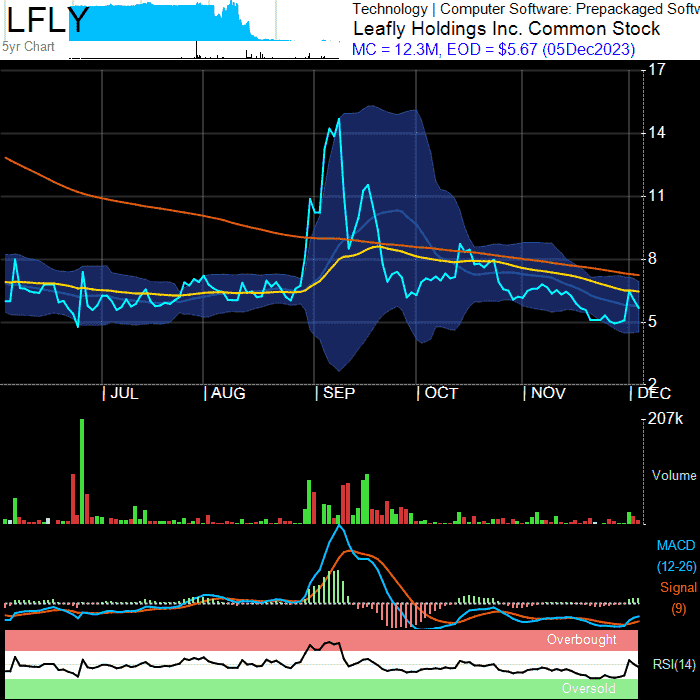 LFLY
5yr Chart
Technology | Computer Software: Prepackaged Softw
Leafly Holdings Inc. Common Stock
MC = 12.3M, EOD = $5.67 (05Dec2023)
17
14
11
8
5
2
| JUL | AUG | SEP | OCT | NOV | DEC
207k
Volume
MACD
(12-26)
Signal
(9)
Overbought
RSI(14)
Oversold